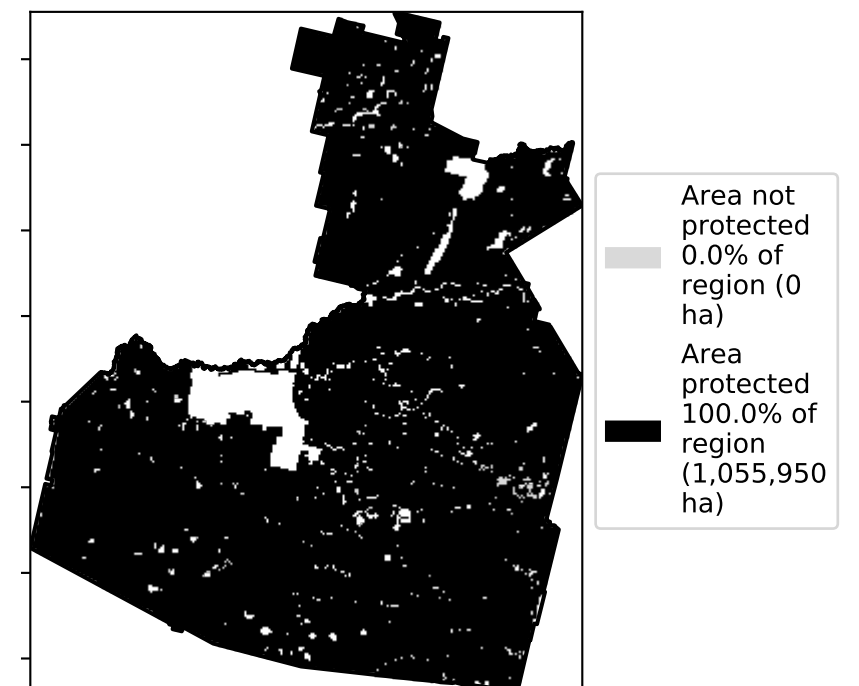 Area not
protected
0.0% of
region (0
ha)
Area
protected
100.0% of
region
(1,055,950
ha)